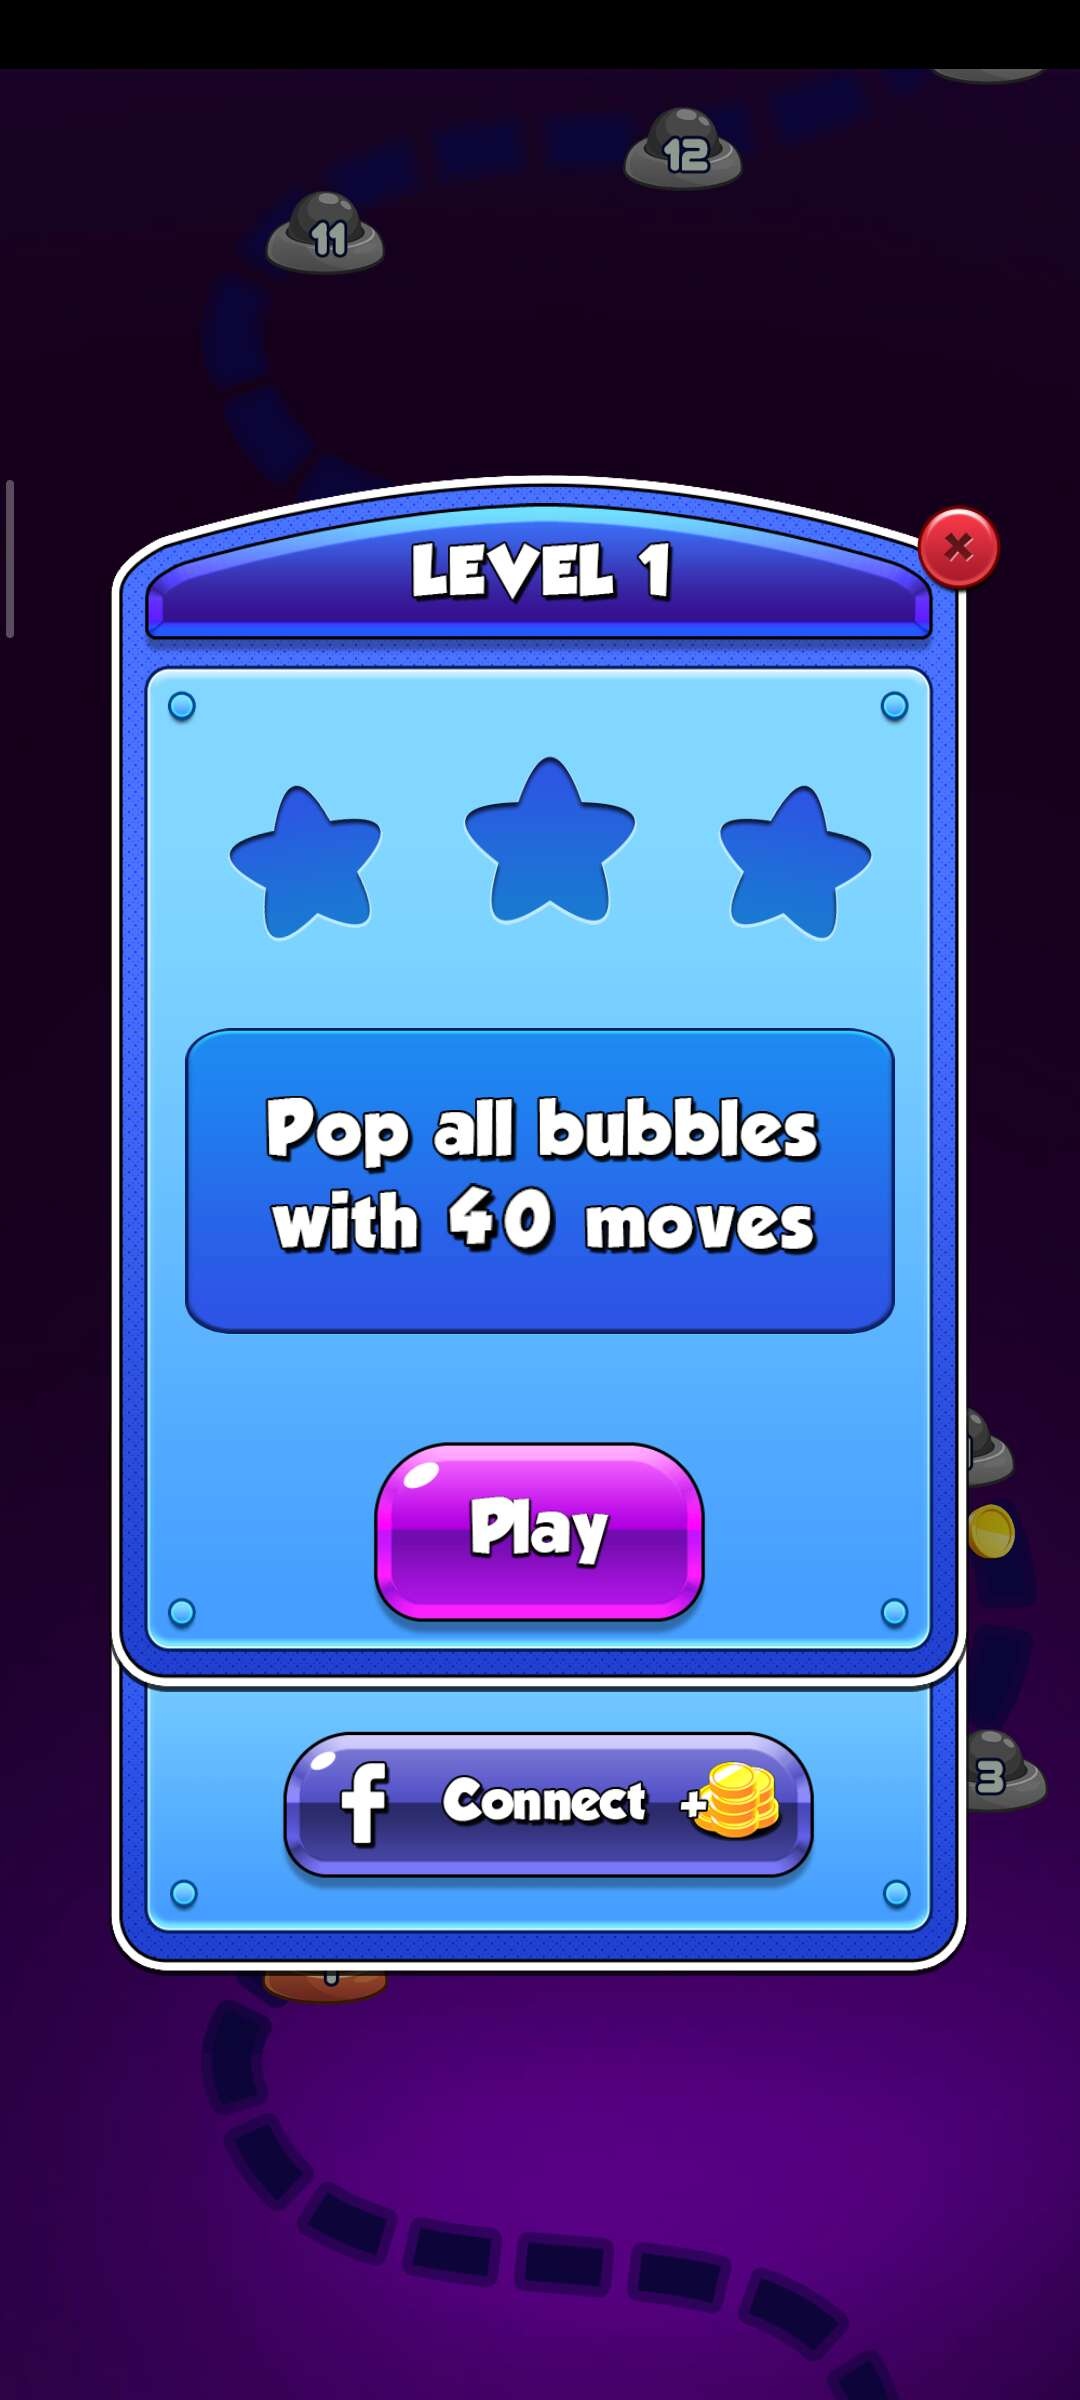 12
11
LEVEL 1
Pop all bubbles
with 40 moves
Play
f Connect +
3